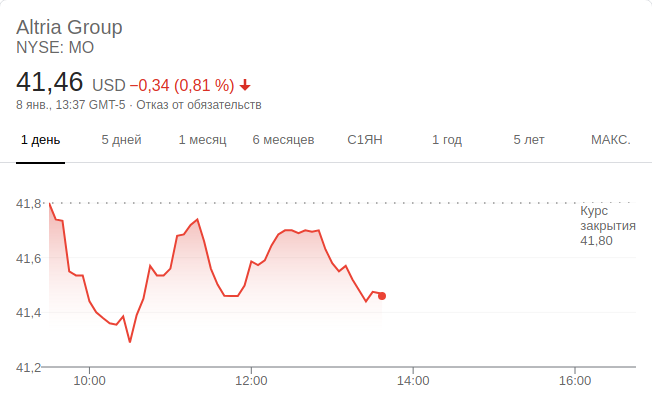 Altria Group
NYSE: MO
41,46 USD −0,34 (0,81 %)
8 янв., 13:37 GMT-5 · Отказ от обязательств
1 день 5 дней 1 месяц 6 месяцев С1ЯН 1 год 5 лет МАКС.
41,8
Курс
закрытия
41,80
41,6
41,4
41,2
10:00 12:00 14:00 16:00